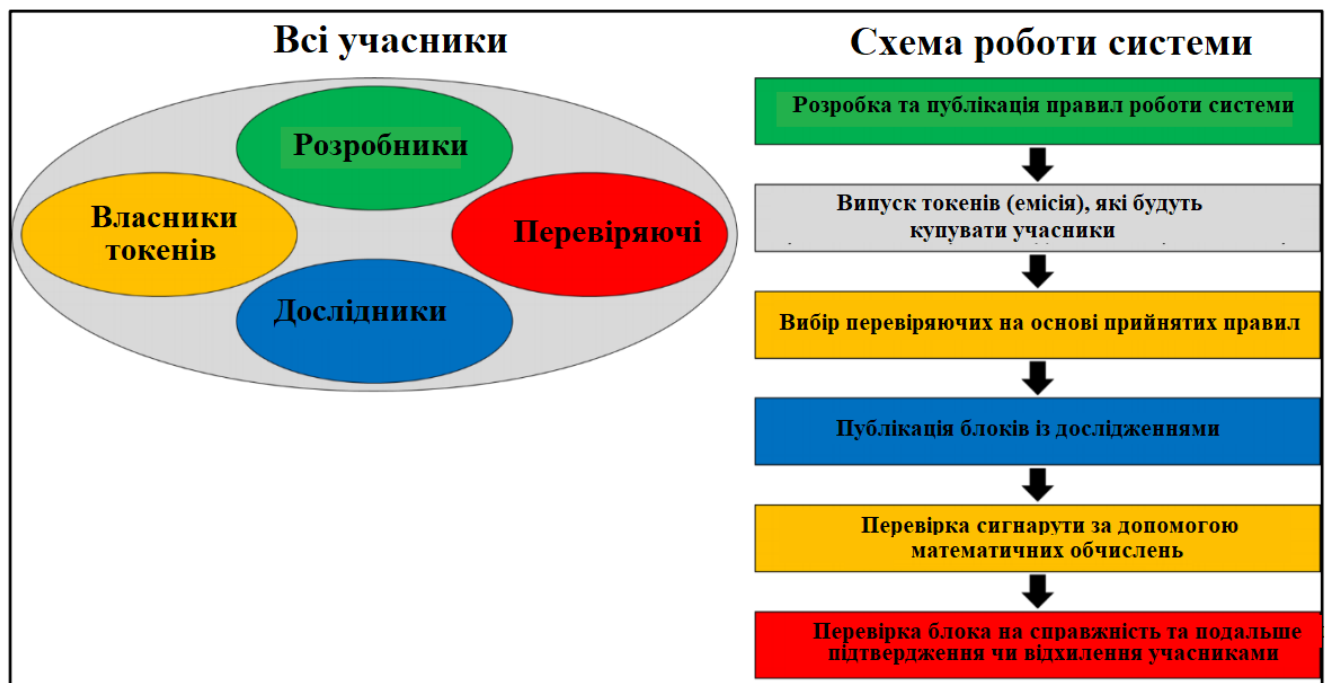 Всі учасники
Розробники
Власники
токенів
Перевіряючі
Дослідники
Схема роботи системи
Розробка та публікація правил роботи системи
Випуск токенів (емісія), які будуть
купувати учасники
Вибір перевіряючих на основі прийнятих правил
Публікація блоків із дослідженнями
Перевірка сигнарути за допомогою
математичних обчислень
Перевірка блока на справжність та подальше
підтвердження чи відхилення учасниками